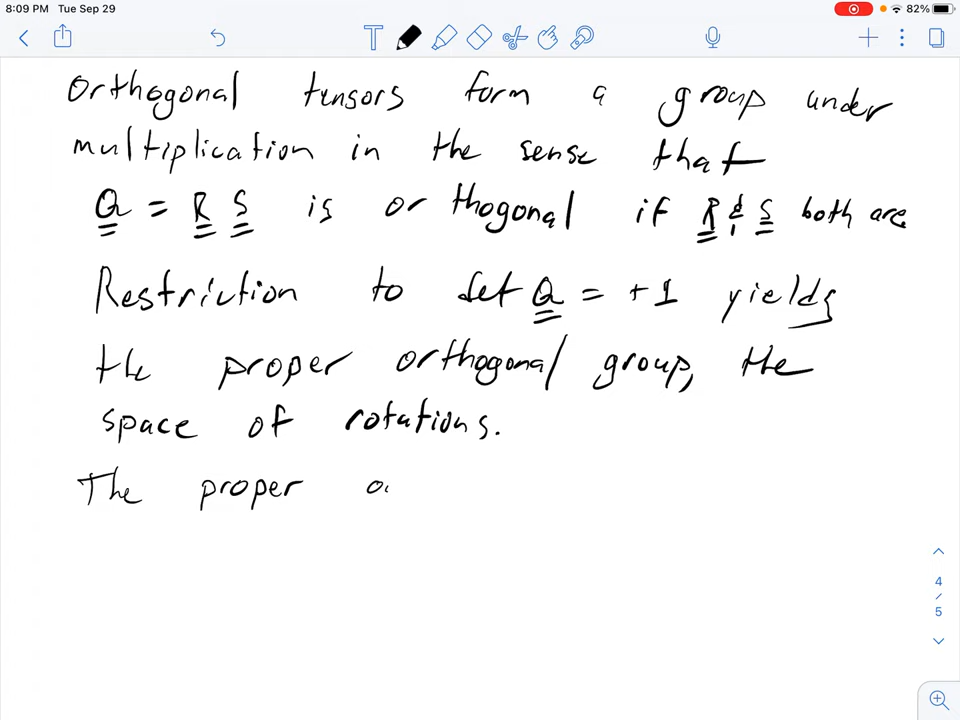 8:09 PM Tue Sep 29
82%
T
Orthogonal tensors form a group under
multiplication in the sense that
Q = R S is orthogonal if R & S both are
Restriction to det Q = +1 yields
the proper orthogonal group, the
space of rotations.
The proper o
4
/
5